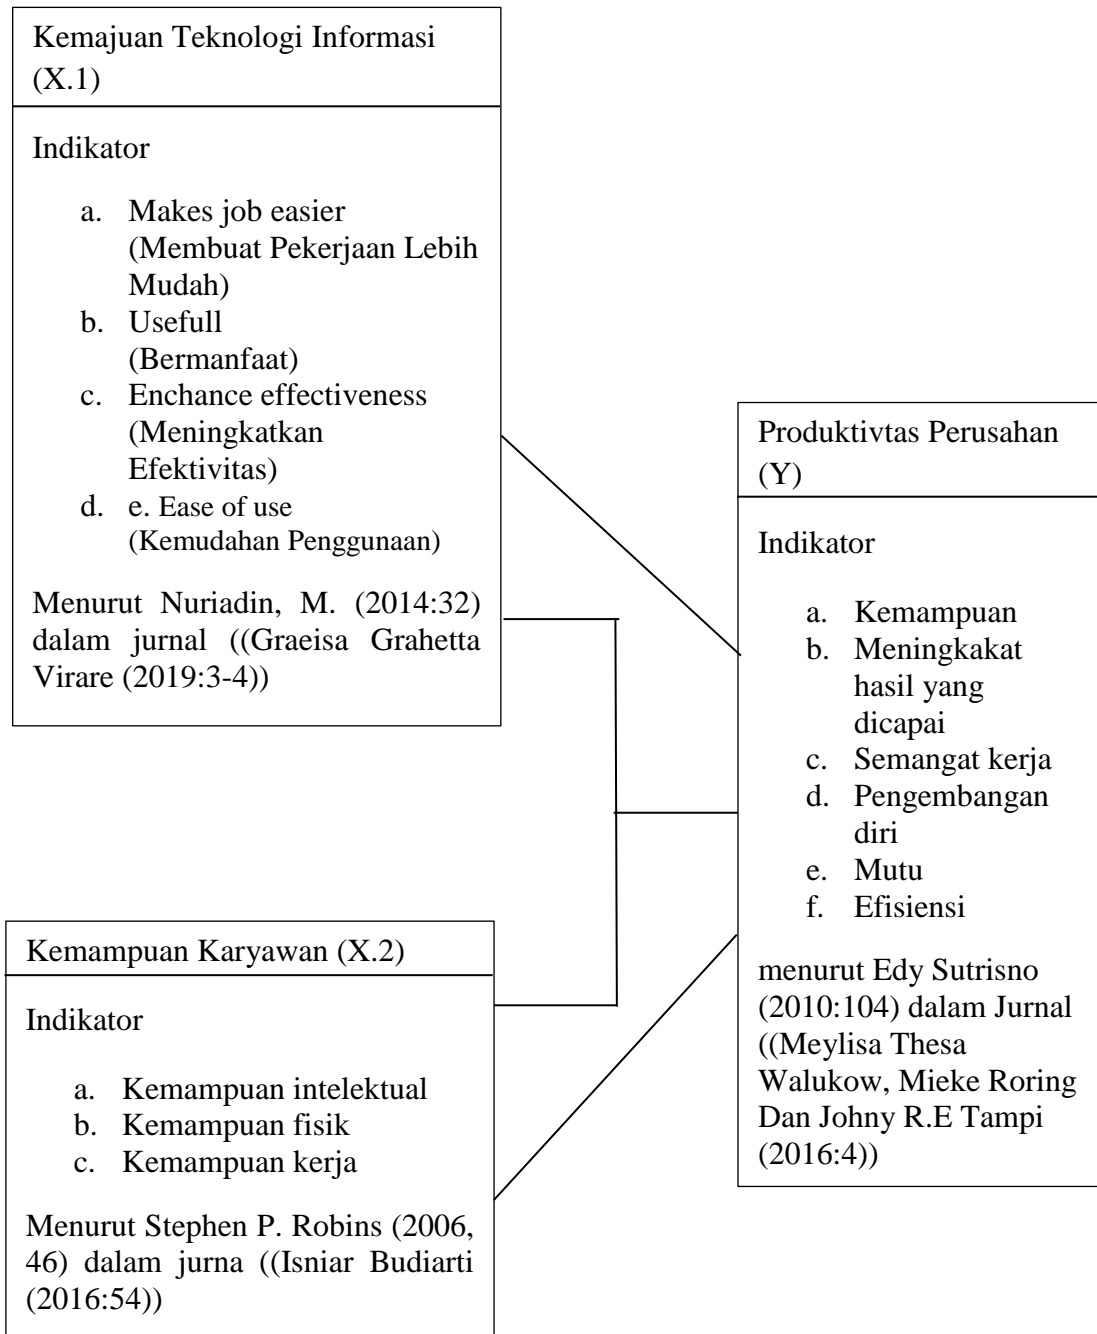 Kemajuan Teknologi Informasi
(X.1)
Indikator
a. Makes job easier
(Membuat Pekerjaan Lebih
Mudah)
b. Usefull
(Bermanfaat)
c. Enchance effectiveness
(Meningkatkan
Efektivitas)
d. e. Ease of use
(Kemudahan Penggunaan)
Menurut Nuriadin, M. (2014:32)
dalam jurnal ((Graeisa Grahetta
Virare (2019:3-4))
Kemampuan Karyawan (X.2)
Indikator
a. Kemampuan intelektual
b. Kemampuan fisik
c. Kemampuan kerja
Menurut Stephen P. Robins (2006,
46) dalam jurna ((Isniar Budiarti
(2016:54))
Produktivtas Perusahan
(Y)
Indikator
a. Kemampuan
b. Meningkakat
hasil yang
dicapai
c. Semangat kerja
d. Pengembangan
diri
e. Mutu
f. Efisiensi
menurut Edy Sutrisno
(2010:104) dalam Jurnal
((Meylisa Thesa
Walukow, Mieke Roring
Dan Johny R.E Tampi
(2016:4))